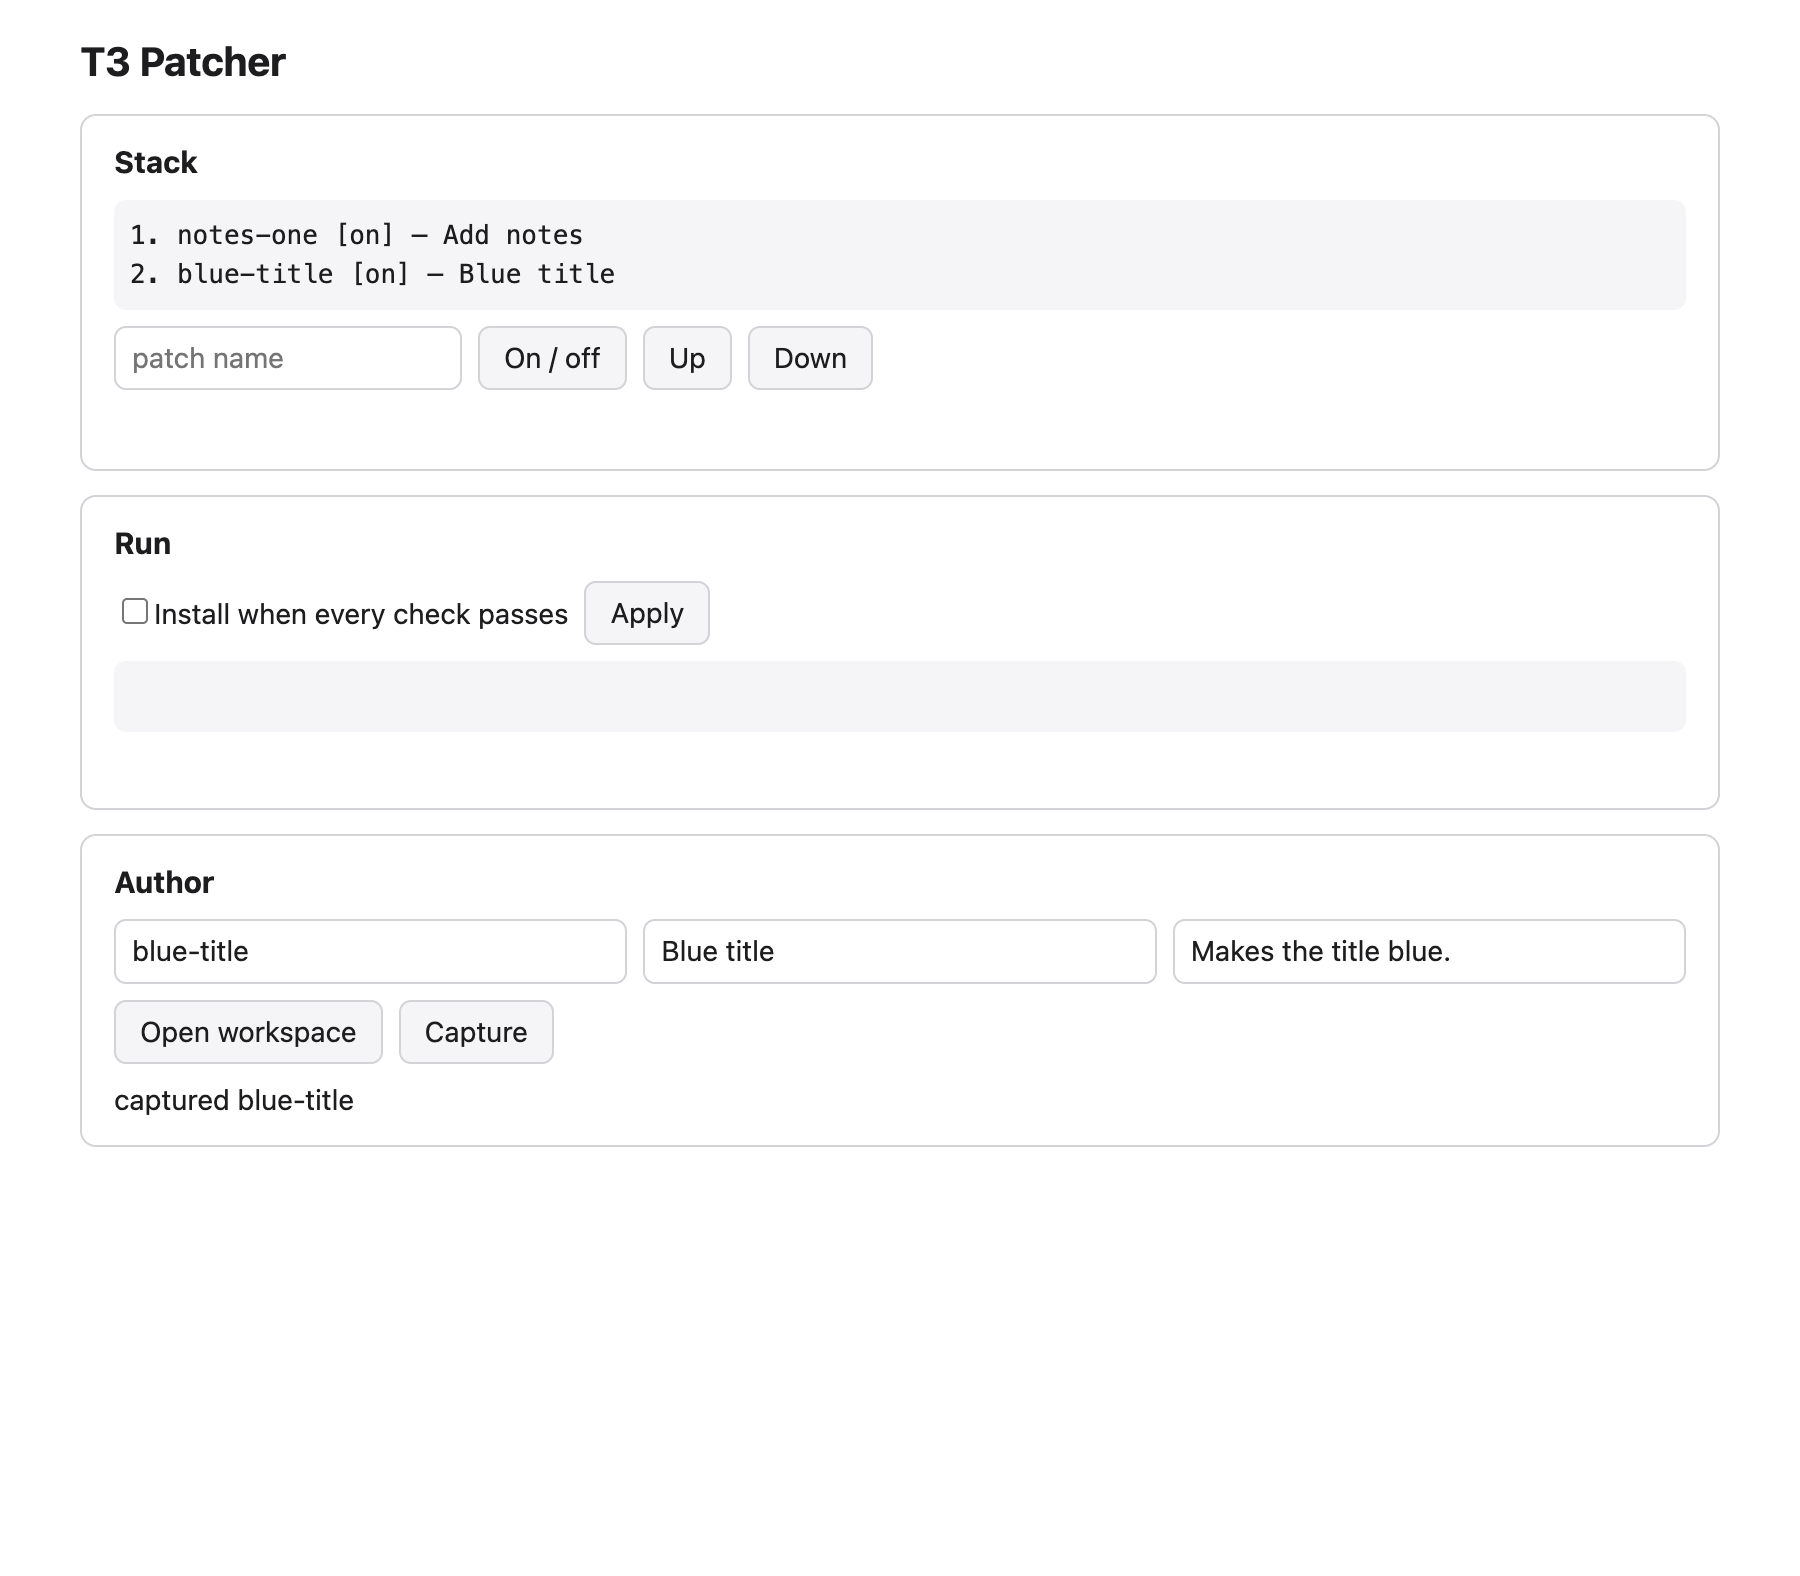 T3 Patcher
Stack
1. notes-one [on] — Add notes
2. blue-title [on] — Blue title
patch name
On / off
Up
Down
Run
Install when every check passes
Apply
Author
blue-title
Blue title
Makes the title blue.
Open workspace
Capture
captured blue-title